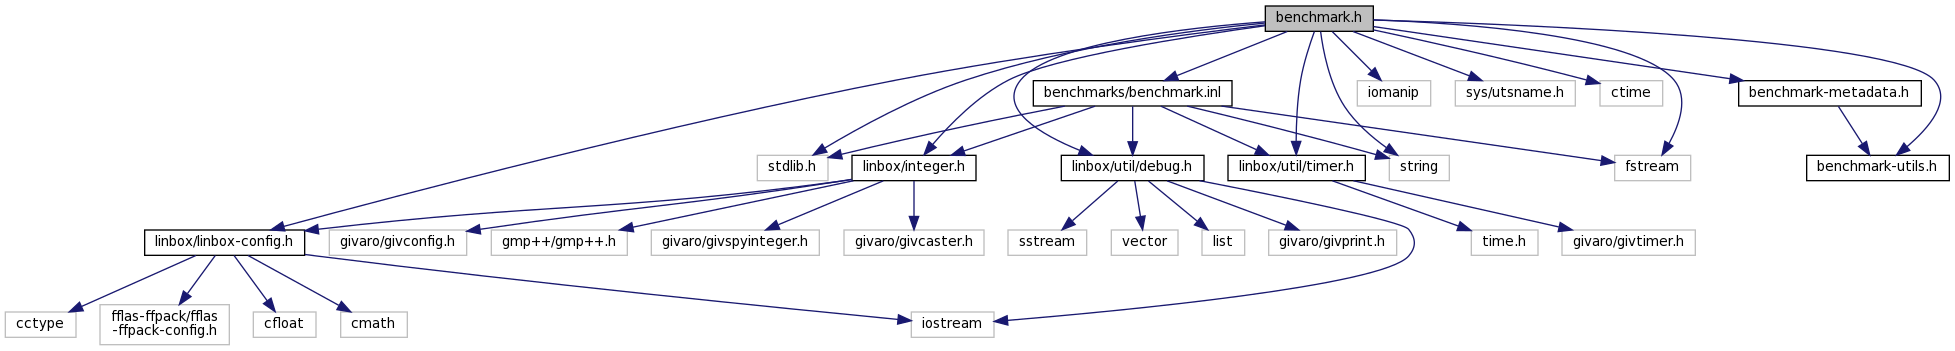 benchmark.h
benchmarks/benchmark.inl
iomanip
sys/utsname.h
ctime
benchmark-metadata.h
stdlib.h
linbox/integer.h
linbox/util/debug.h
linbox/util/timer.h
string
fstream
benchmark-utils.h
linbox/linbox-config.h
givaro/givconfig.h
gmp++/gmp++.h
givaro/givspyinteger.h
givaro/givcaster.h
sstream
vector
list
givaro/givprint.h
time.h
givaro/givtimer.h
cctype
fflas-ffpack/fflas
-ffpack-config.h
cfloat
cmath
iostream